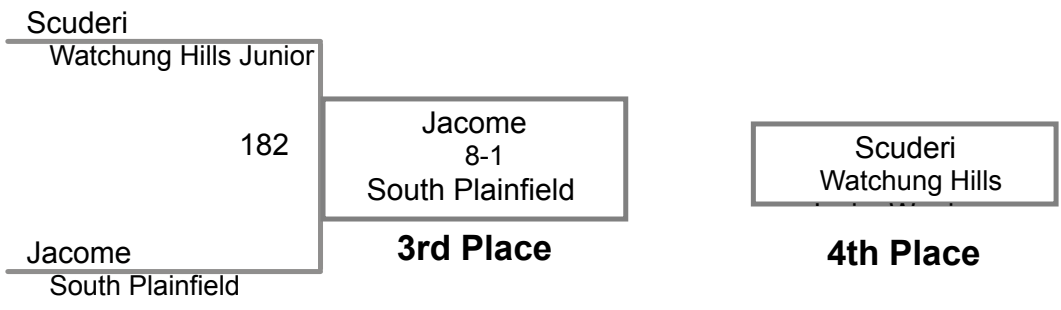 Scuderi
Watchung Hills Junior
182
Jacome
8-1
South Plainfield
3rd Place
Scuderi
Watchung Hills
4th Place
Jacome
South Plainfield